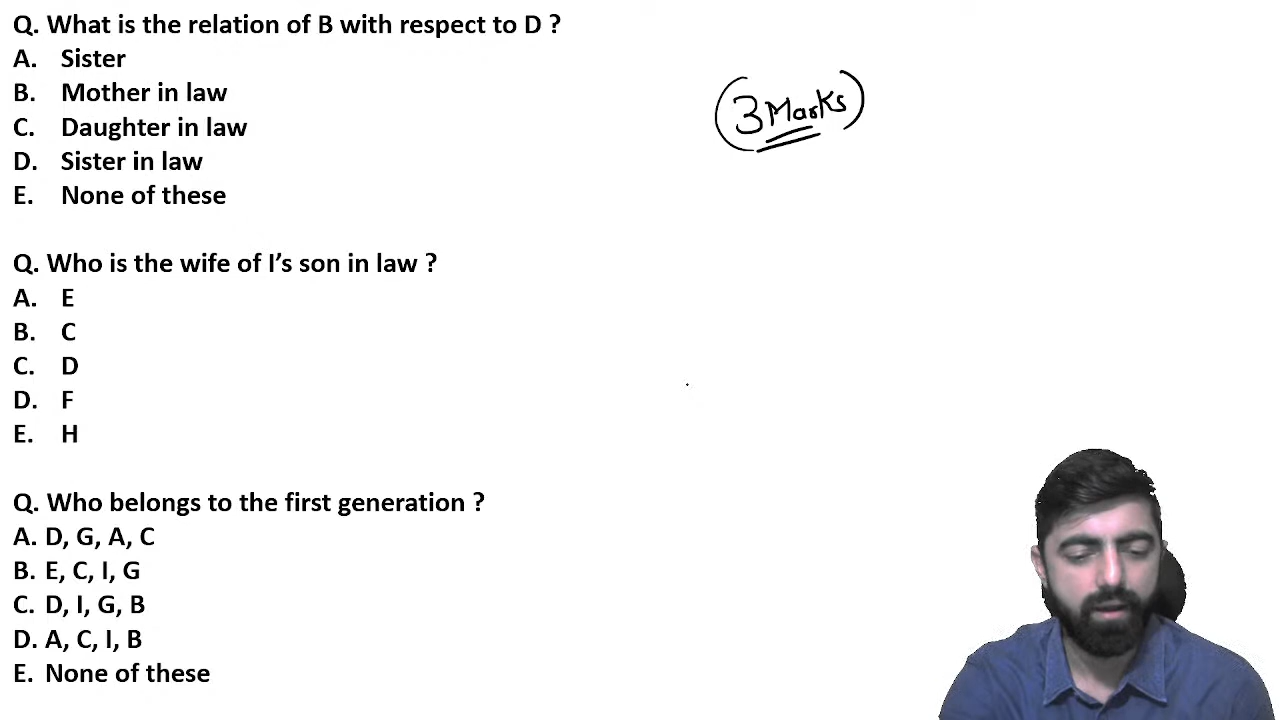 Q. What is the relation of B with respect to D ?
A. Sister
B. Mother in law
C. Daughter in law
D. Sister in law
E. None of these
(3 Marks)
Q. Who is the wife of I’s son in law ?
A. E
B. C
C. D
D. F
E. H
Q. Who belongs to the first generation ?
A. D, G, A, C
B. E, C, I, G
C. D, I, G, B
D. A, C, I, B
E. None of these